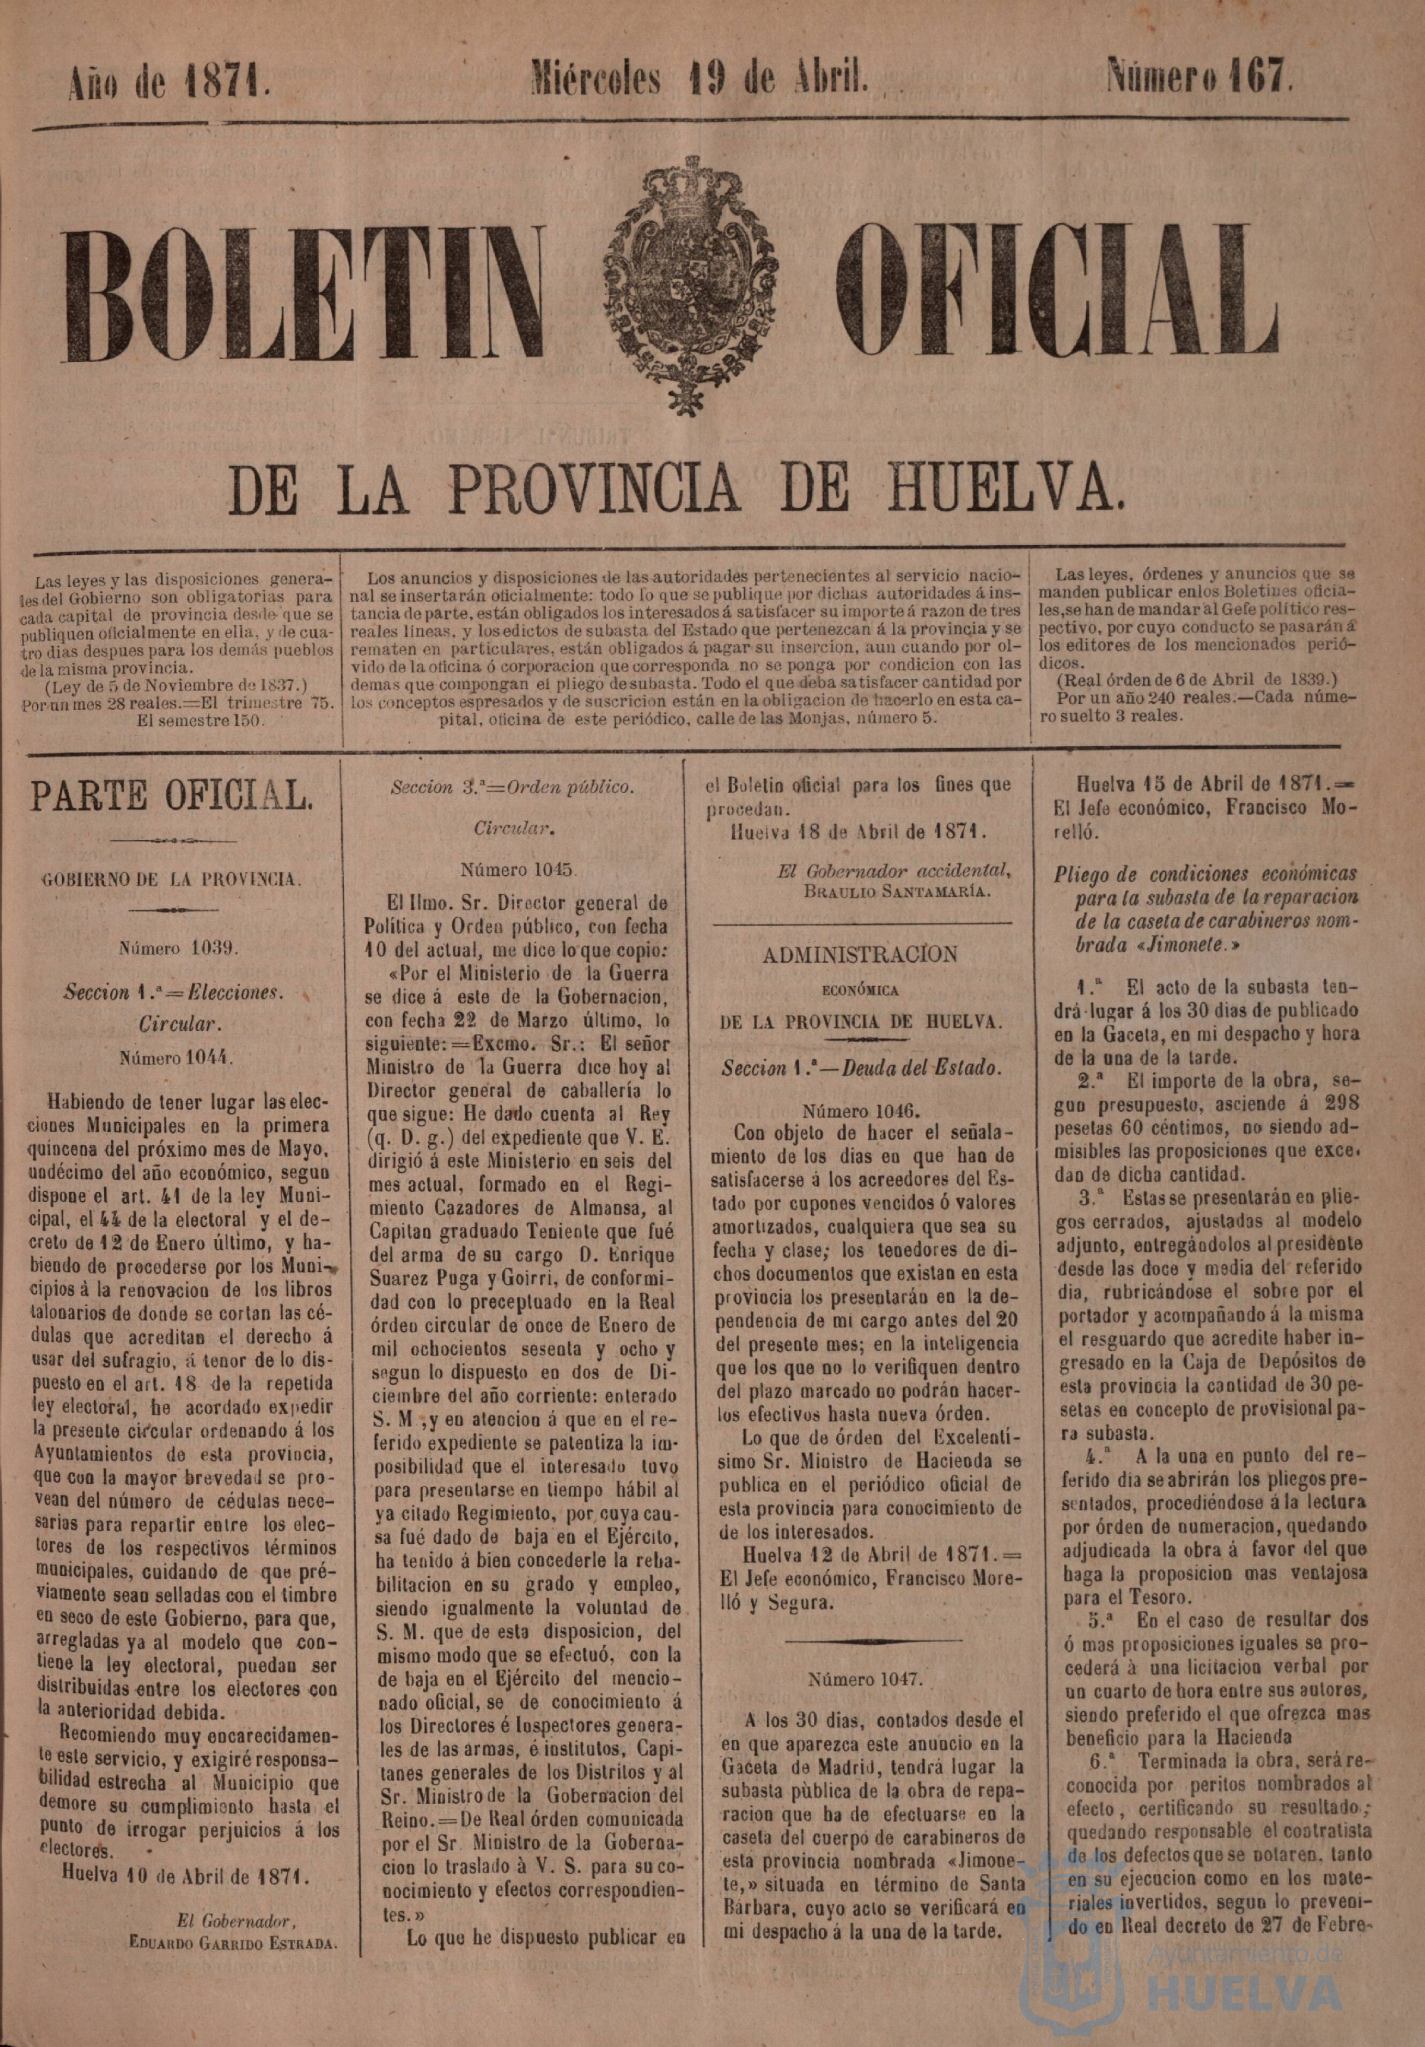 Año de 1871.
Miércoles 19 de Abril.
Número 167.
BOLETIN OFICIAL
DE LA PROVINCIA DE HUELVA.
Las leyes y las disposiciones genera-
les del Gobierno son obligatorias para
cada capital de provincia desde que se
publiquen oficialmente en ella, y de cua-
tro dias despues para los demás pueblos
de la misma provincia.
(Ley de 5 de Noviembre de 1837.)
Por un mes 28 reales.=El trimestre 75.
El semestre 150.
Los anuncios y disposiciones de las autoridades pertenecientes al servicio nacio-
nal se insertarán oficialmente: todo lo que se publique por dichas autoridades á ins-
tancia de parte, están obligados los interesados á satisfacer su importe á razon de tres
reales líneas, y los edictos de subasta del Estado que pertenezcan á la provincia y se
rematen en particulares, están obligados á pagar su insercion, aun cuando por ol-
vido de la oficina ó corporacion que corresponda no se ponga por condicion con las
demas que compongan el pliego de subasta. Todo el que deba satisfacer cantidad por
los conceptos espresados y de suscricion están en la obligacion de hacerlo en esta ca-
pital, oficina de este periódico, calle de las Monjas, número 5.
Las leyes, órdenes y anuncios que se
manden publicar en los Boletines oficia-
les, se han de mandar al Gefe político res-
pectivo, por cuyo conducto se pasarán á
los editores de los mencionados perió-
dicos.
(Real órden de 6 de Abril de 1839.)
Por un año 240 reales.—Cada núme-
ro suelto 3 reales.
PARTE OFICIAL.
GOBIERNO DE LA PROVINCIA.
Número 1039.
Seccion 1.ª=Elecciones.
Circular.
Número 1044.
Habiendo de tener lugar las elec-
ciones Municipales en la primera
quincena del próximo mes de Mayo,
undécimo del año económico, segun
dispone el art. 41 de la ley Muni-
cipal, el 44 de la electoral y el de-
creto de 12 de Enero último, y ha-
biendo de procederse por los Muni-
cipios á la renovacion de los libros
talonarios de donde se cortan las cé-
dulas que acreditan el derecho á
usar del sufragio, á tenor de lo dis-
puesto en el art. 18 de la repetida
ley electoral, he acordado expedir
la presente circular ordenando á los
Ayuntamientos de esta provincia,
que con la mayor brevedad se pro-
vean del número de cédulas nece-
sarias para repartir entre los elec-
tores de los respectivos términos
municipales, cuidando de que pré-
viamente sean selladas con el timbre
en seco de este Gobierno, para que,
arregladas ya al modelo que con-
tiene la ley electoral, puedan ser
distribuidas entre los electores con
la anterioridad debida.
Recomiendo muy encarecidamen-
te este servicio, y exigiré responsa-
bilidad estrecha al Municipio que
demore su cumplimiento hasta el
punto de irrogar perjuicios á los
electores.
Huelva 10 de Abril de 1871.
El Gobernador,
EDUARDO GARRIDO ESTRADA.
Seccion 3.ª=Orden público.
Circular.
Número 1045.
El Ilmo. Sr. Director general de
Política y Orden público, con fecha
10 del actual, me dice lo que copio:
«Por el Ministerio de la Guerra
se dice á este de la Gobernacion,
con fecha 22 de Marzo último, lo
siguiente:=Excmo. Sr.: El señor
Ministro de la Guerra dice hoy al
Director general de caballería lo
que sigue: He dado cuenta al Rey
(q. D. g.) del expediente que V. E.
dirigió á este Ministerio en seis del
mes actual, formado en el Regi-
miento Cazadores de Almansa, al
Capitan graduado Teniente que fué
del arma de su cargo D. Enrique
Suarez Puga y Goirri, de conformi-
dad con lo preceptuado en la Real
órden circular de once de Enero de
mil ochocientos sesenta y ocho y
segun lo dispuesto en dos de Di-
ciembre del año corriente: enterado
S. M., y en atencion á que en el re-
ferido expediente se patentiza la im-
posibilidad que el interesado tuvo
para presentarse en tiempo hábil al
ya citado Regimiento, por cuya cau-
sa fué dado de baja en el Ejército,
ha tenido á bien concederle la reha-
bilitacion en su grado y empleo,
siendo igualmente la voluntad de
S. M. que de esta disposicion, del
mismo modo que se efectuó, con la
de baja en el Ejército del mencio-
nado oficial, se de conocimiento á
los Directores é Inspectores genera-
les de las armas, é institutos, Capi-
tanes generales de los Distritos y al
Sr. Ministro de la Gobernacion del
Reino.=De Real órden comunicada
por el Sr. Ministro de la Goberna-
cion lo traslado à V. S. para su co-
nocimiento y efectos correspondien-
tes.»
Lo que he dispuesto publicar en
el Boletin oficial para los fines que
procedan.
Huelva 18 de Abril de 1871.
El Gobernador accidental,
BRAULIO SANTAMARÍA.
ADMINISTRACION
ECONÓMICA
DE LA PROVINCIA DE HUELVA.
Seccion 1.ª—Deuda del Estado.
Número 1046.
Con objeto de hacer el señala-
miento de los dias en que han de
satisfacerse á los acreedores del Es-
tado por cupones vencidos ó valores
amortizados, cualquiera que sea su
fecha y clase; los tenedores de di-
chos documentos que existan en esta
provincia los presentarán en la de-
pendencia de mi cargo antes del 20
del presente mes; en la inteligencia
que los que no lo verifiquen dentro
del plazo marcado no podrán hacer-
los efectivos hasta nueva órden.
Lo que de órden del Excelentí-
simo Sr. Ministro de Hacienda se
publica en el periódico oficial de
esta provincia para conocimiento de
de los interesados.
Huelva 12 de Abril de 1871.=
El Jefe económico, Francisco More-
lló y Segura.
Número 1047.
A los 30 dias, contados desde el
en que aparezca este anuncio en la
Gaceta de Madrid, tendrá lugar la
subasta pùblica de la obra de repa-
racion que ha de efectuarse en la
caseta del cuerpo de carabineros de
esta provincia nombrada «Jimone-
te,» situada en término de Santa
Bárbara, cuyo acto se verificará en
mi despacho á la una de la tarde.
Huelva 15 de Abril de 1871.=
El Jefe económico, Francisco Mo-
relló.
Pliego de condiciones económicas
para la subasta de la reparacion
de la caseta de carabineros nom-
brada «Jimonete.»
1.ª El acto de la subasta ten-
drá lugar á los 30 dias de publicado
en la Gaceta, en mi despacho y hora
de la una de la tarde.
2.ª El importe de la obra, se-
gun presupuesto, asciende á 298
pesetas 60 céntimos, no siendo ad-
misibles las proposiciones que exce-
dan de dicha cantidad.
3.ª Estas se presentarán en plie-
gos cerrados, ajustadas al modelo
adjunto, entregándolos al presidente
desde las doce y media del referido
dia, rubricándose el sobre por el
portador y acompañando á la misma
el resguardo que acredite haber in-
gresado en la Caja de Depósitos de
esta provincia la cantidad de 30 pe-
setas en concepto de provisional pa-
ra subasta.
4.ª A la una en punto del re-
ferido dia se abrirán los pliegos pre-
sentados, procediéndose á la lectura
por órden de numeracion, quedando
adjudicada la obra á favor del que
haga la proposicion mas ventajosa
para el Tesoro.
5.ª En el caso de resultar dos
ó mas proposiciones iguales se pro-
cederá à una licitacion verbal por
un cuarto de hora entre sus autores,
siendo preferido el que ofrezca mas
beneficio para la Hacienda
6.ª Terminada la obra, será re-
conocida por peritos nombrados al
efecto, certificando su resultado;
quedando responsable el contratista
de los defectos que se notaren, tanto
en su ejecucion como en los mate-
riales invertidos, segun lo preveni-
do en Real decreto de 27 de Febre-
Ayuntamiento de
HUELVA